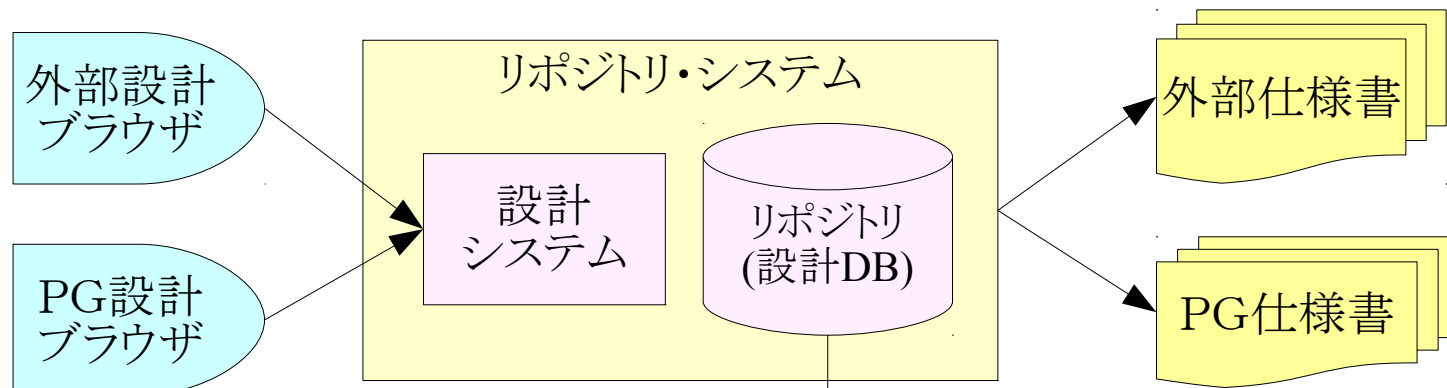 外部設計
ブラウザ
PG設計
ブラウザ
リポジトリ・システム
設計
システム
リポジトリ
(設計DB)
外部仕様書
PG仕様書